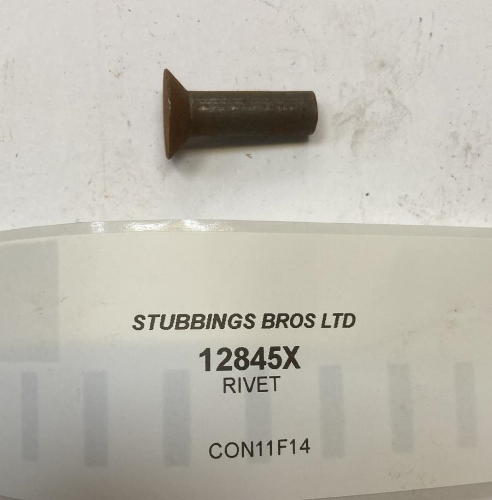 STUBBINGS BROS LTD
12845X
RIVET
CON11F14